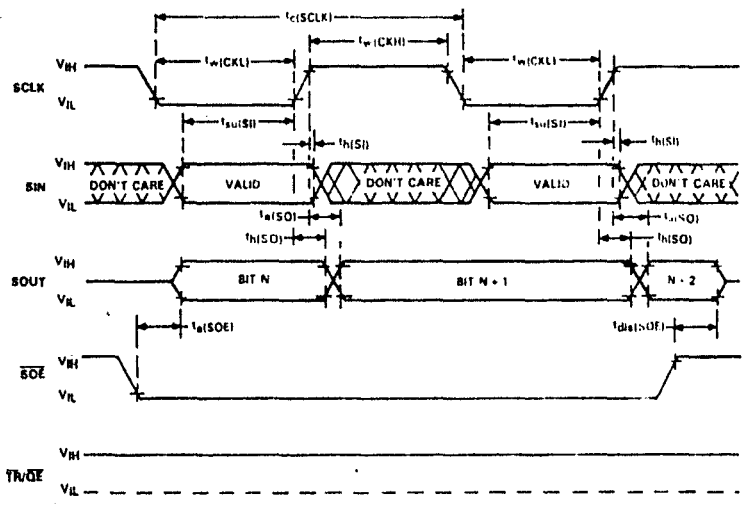 tc(SCLK)
tw(CKL) tw(CKH) tw(CKL)
VIH
SCLK
VIL
tsu(SI) tsu(SI)
th(SI) th(SI)
VIH
SIN DON'T CARE VALID DON'T CARE VALID DON'T CARE
VIL
ta(SO) ta(SO)
th(SO) th(SO)
VIH
SOUT BIT N BIT N + 1 N - 2
VIL
ta(SOE) tdis(SOE)
VIH
SOE
VIL
VIH
TR/QE
VIL